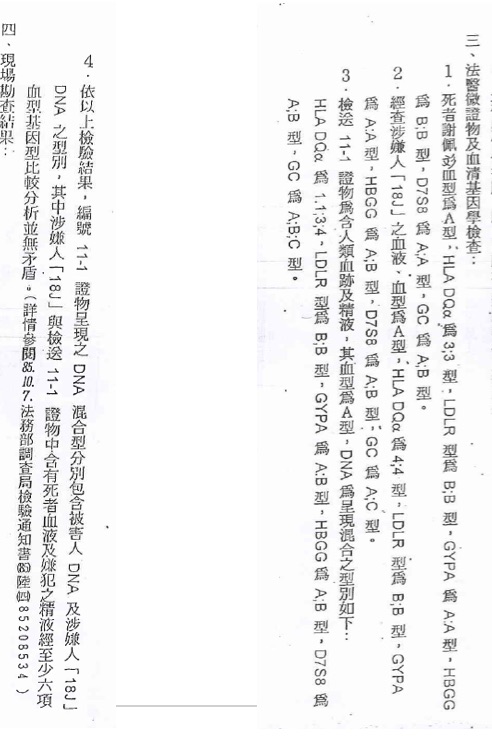 三、法醫微證物及血清基因學檢查：
1．死者謝佩彣血型為A型，HLA DQα 為 3;3 型，LDLR 型為 B;B 型，GYPA 為 A;A 型，HBGG
為 B;B 型，D7S8 為 A;A 型，GC 為 A;B 型。
2．經查涉嫌人「18J」之血液，血型為A型，HLA DQα 為 4;4 型，LDLR 型為 B;B 型，GYPA
為 A;A 型，HBGG 為 A;B 型，D7S8 為 A;B 型，GC 為 A;C 型。
3．檢送 11-1 證物為含人類血跡及精液，其血型為A型，DNA 為呈現混合之型別如下：
HLA DQα 為 1.1;3;4，LDLR 型為 B;B 型，GYPA 為 A;B 型，HBGG 為 A;B 型，D7S8 為
A;B 型，GC 為 A;B;C 型。
4．依以上檢驗結果，編號 11-1 證物呈現之 DNA 混合型分別包含被害人 DNA 及涉嫌人「18J」
DNA 之型別，其中涉嫌人「18J」與檢送 11-1 證物中含有死者血液及嫌犯之精液經至少六項
血型基因型比較分析並無矛盾。（詳情參閱85.10.7.法務部調查局檢驗通知書(85)陸(四)85208534）
四、現場勘查結果：